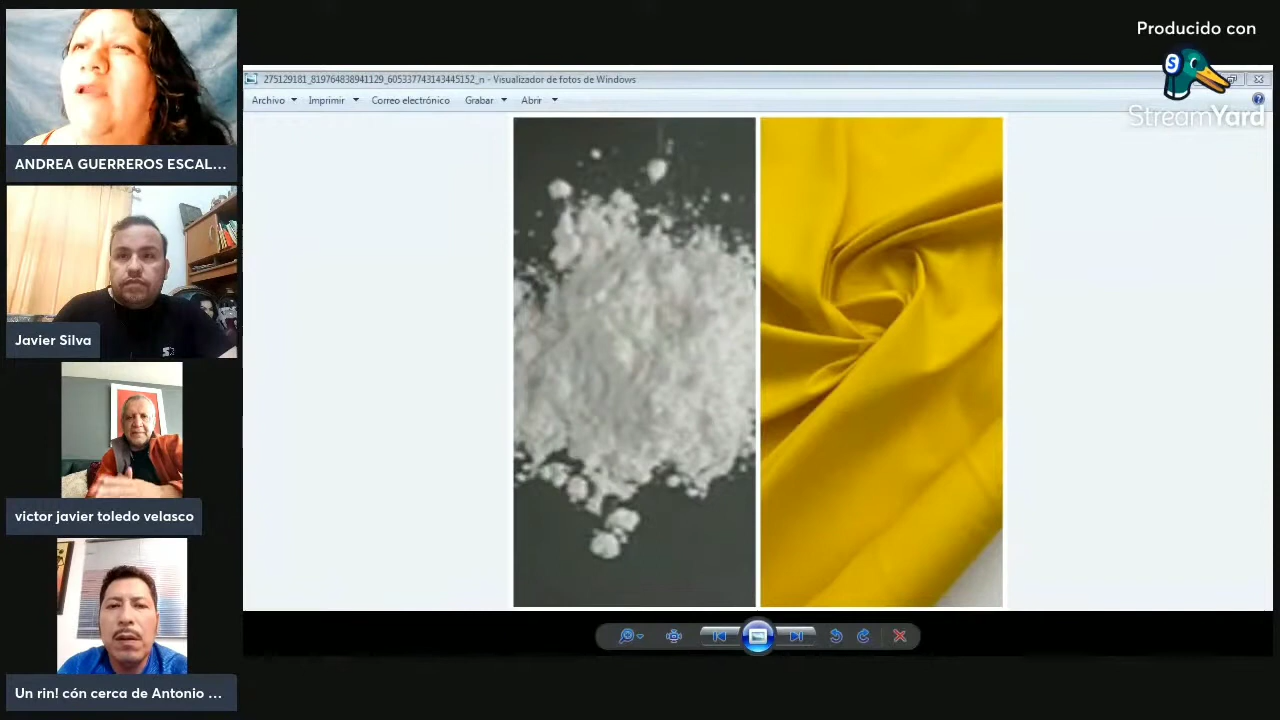 Producido con
StreamYard
275129181_819764838941129_605337743143445152_n - Visualizador de fotos de Windows
Archivo Imprimir Correo electrónico Grabar Abrir
ANDREA GUERREROS ESCAL...
Javier Silva
victor javier toledo velasco
Un rin! cón cerca de Antonio ...